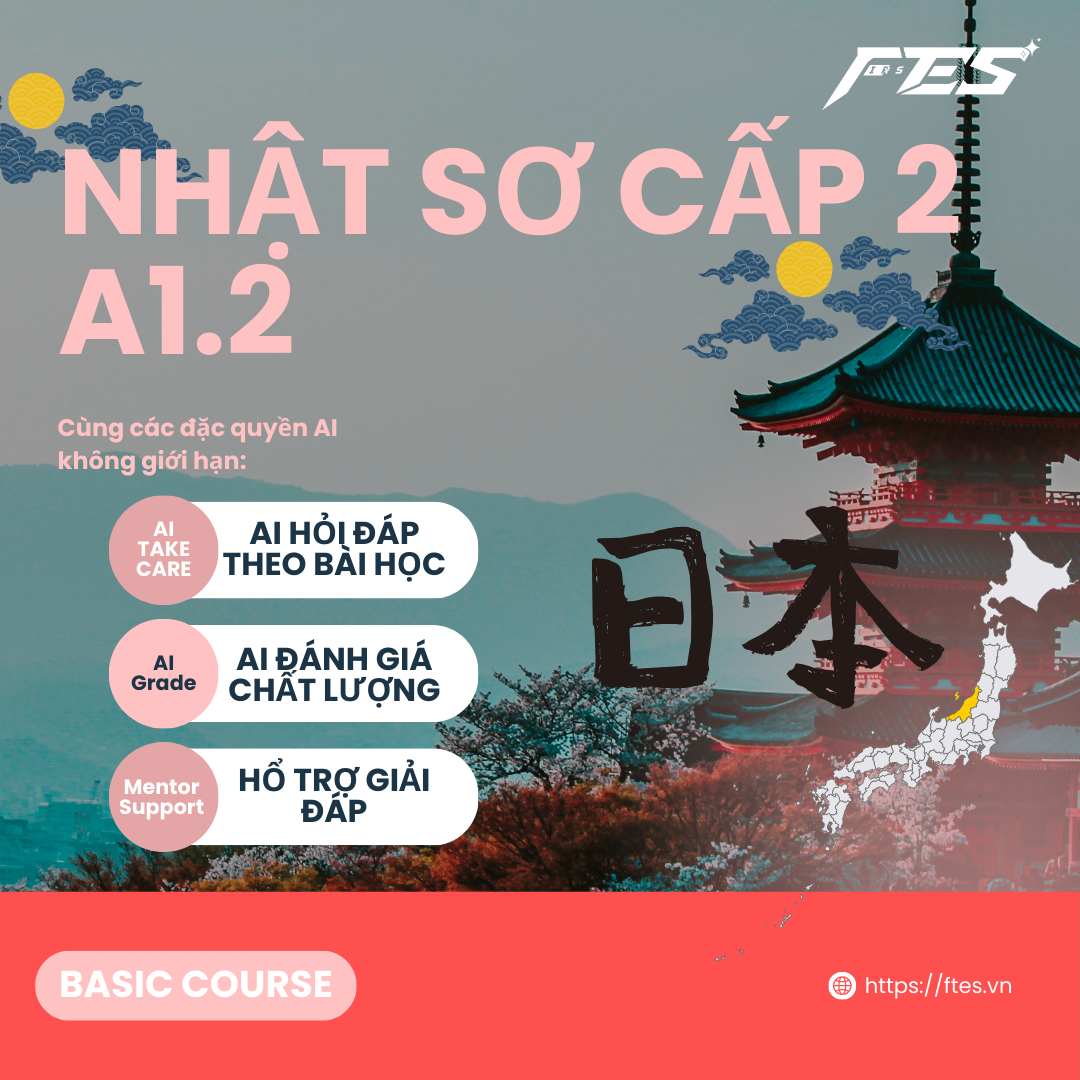 FTES
IRS
NHẬT SƠ CẤP 2
A1.2
Cùng các đặc quyền AI
không giới hạn:
AI
TAKE
CARE
AI HỎI ĐÁP
THEO BÀI HỌC
AI
Grade
AI ĐÁNH GIÁ
CHẤT LƯỢNG
Mentor
Support
HỔ TRỢ GIẢI
ĐÁP
日本
BASIC COURSE
https://ftes.vn